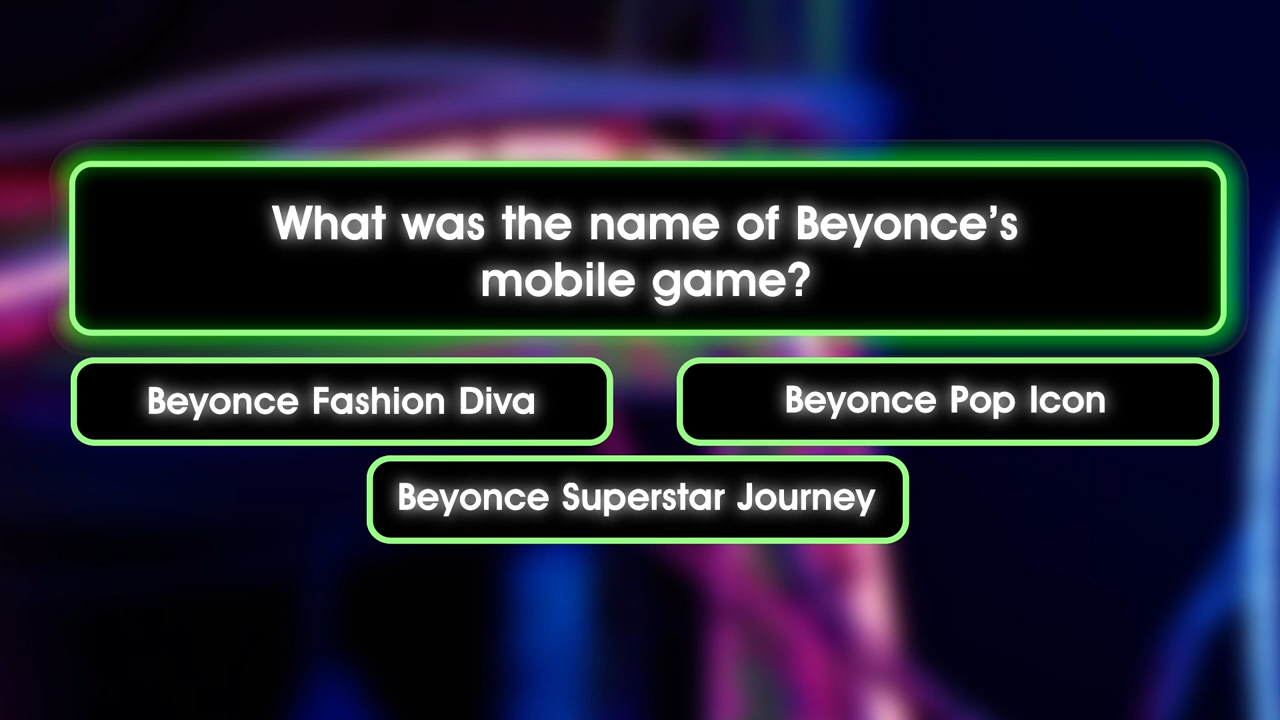 What was the name of Beyonce’s
mobile game?
Beyonce Fashion Diva
Beyonce Pop Icon
Beyonce Superstar Journey